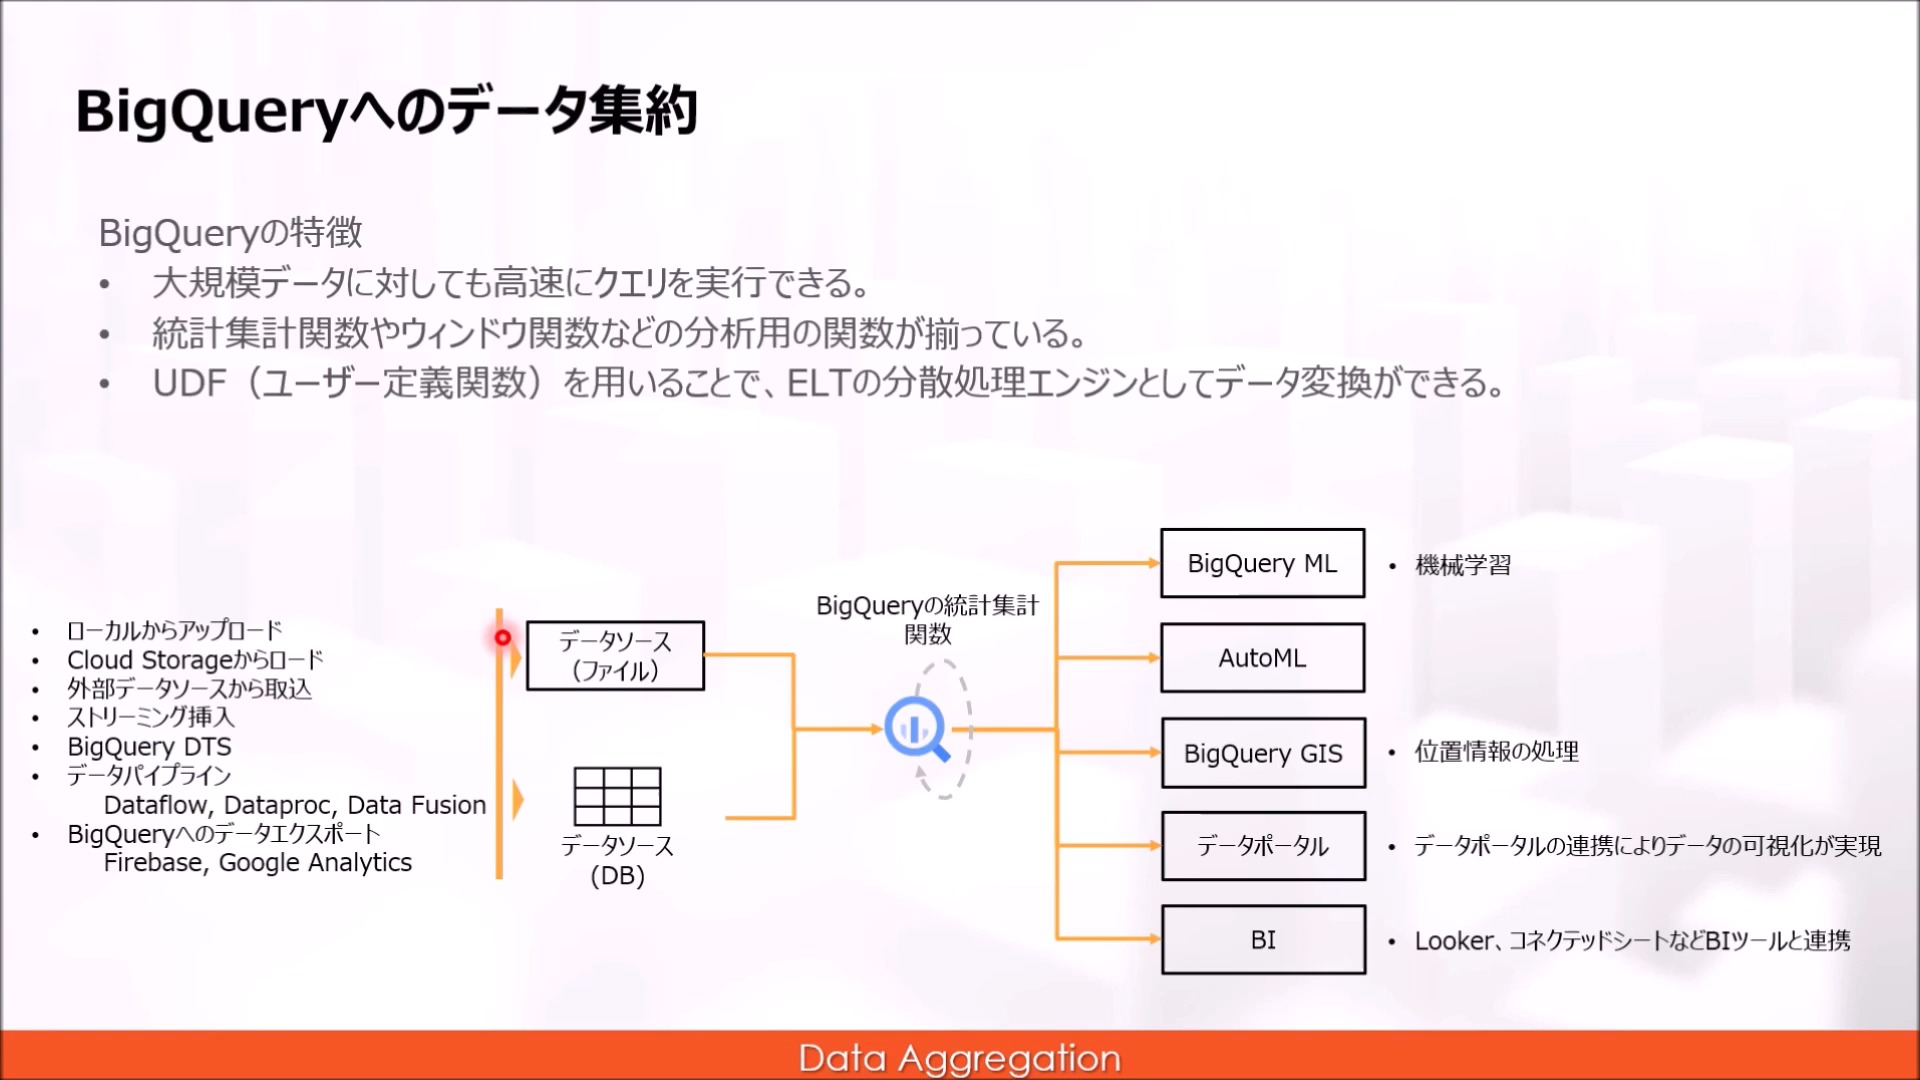 BigQueryへのデータ集約
BigQueryの特徴
• 大規模データに対しても高速にクエリを実行できる。
• 統計集計関数やウィンドウ関数などの分析用の関数が揃っている。
• UDF（ユーザー定義関数）を用いることで、ELTの分散処理エンジンとしてデータ変換ができる。
• ローカルからアップロード
• Cloud Storageからロード
• 外部データソースから取込
• ストリーミング挿入
• BigQuery DTS
• データパイプライン
Dataflow, Dataproc, Data Fusion
• BigQueryへのデータエクスポート
Firebase, Google Analytics
データソース
（ファイル）
データソース
(DB)
BigQueryの統計集計
関数
BigQuery ML
• 機械学習
AutoML
BigQuery GIS
• 位置情報の処理
データポータル
• データポータルの連携によりデータの可視化が実現
BI
• Looker、コネクテッドシートなどBIツールと連携
Data Aggregation